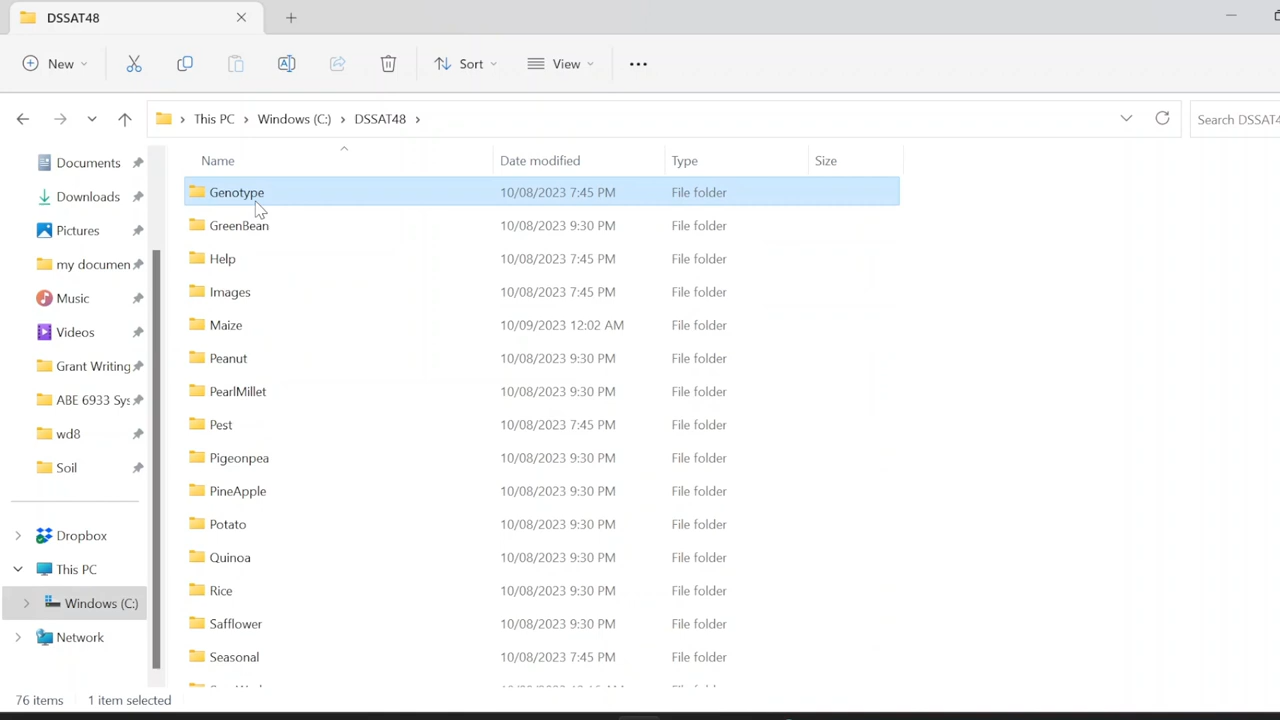 DSSAT48
New
Sort
View
This PC
Windows (C:)
DSSAT48
Search DSSAT4
Name
Date modified
Type
Size
Documents
Downloads
Pictures
my documen
Music
Videos
Grant Writing
ABE 6933 Sys
wd8
Soil
Dropbox
This PC
Windows (C:)
Network
Genotype 10/08/2023 7:45 PM File folder
GreenBean 10/08/2023 9:30 PM File folder
Help 10/08/2023 7:45 PM File folder
Images 10/08/2023 7:45 PM File folder
Maize 10/09/2023 12:02 AM File folder
Peanut 10/08/2023 9:30 PM File folder
PearlMillet 10/08/2023 9:30 PM File folder
Pest 10/08/2023 7:45 PM File folder
Pigeonpea 10/08/2023 9:30 PM File folder
PineApple 10/08/2023 9:30 PM File folder
Potato 10/08/2023 9:30 PM File folder
Quinoa 10/08/2023 9:30 PM File folder
Rice 10/08/2023 9:30 PM File folder
Safflower 10/08/2023 9:30 PM File folder
Seasonal 10/08/2023 7:45 PM File folder
76 items
1 item selected